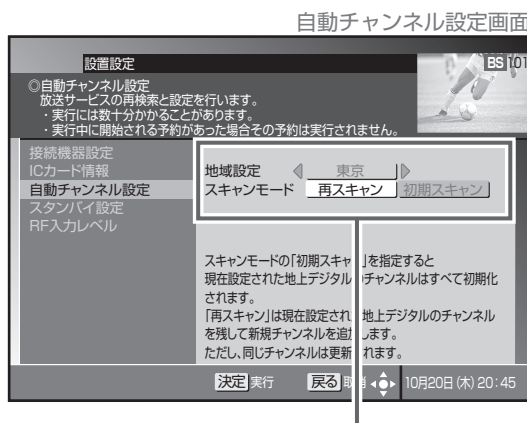 自動チャンネル設定画面
設置設定
BS 101
◎自動チャンネル設定
放送サービスの再検索と設定を行います。
・実行には数十分かかることがあります。
・実行中に開始される予約があった場合その予約は実行されません。
接続機器設定
ICカード情報
自動チャンネル設定
スタンバイ設定
RF入力レベル
地域設定 東京
スキャンモード 再スキャン 初期スキャン
スキャンモードの「初期スキャ 」を指定すると
現在設定された地上デジタル チャンネルはすべて初期化
されます。
「再スキャン」は現在設定され 地上デジタルのチャンネル
を残して新規チャンネルを追 します。
ただし、同じチャンネルは更新 れます。
決定 実行 戻る 10月20日(木)20:45